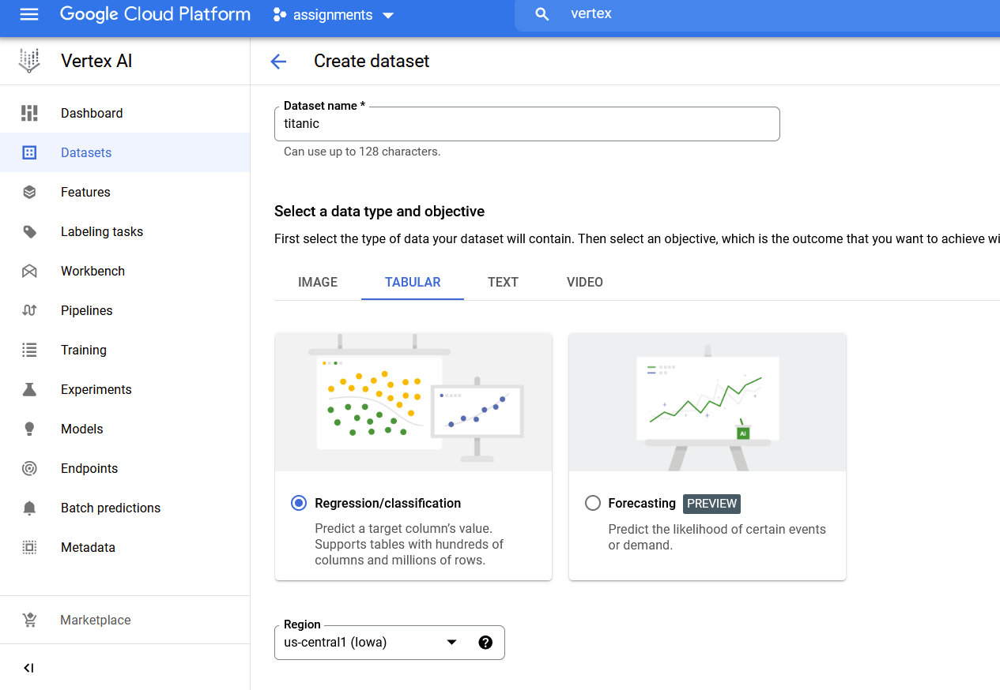 Google Cloud Platform
assignments
vertex
Vertex AI
Create dataset
Dashboard
Datasets
Features
Labeling tasks
Workbench
Pipelines
Training
Experiments
Models
Endpoints
Batch predictions
Metadata
Marketplace
Dataset name *
titanic
Can use up to 128 characters.
Select a data type and objective
First select the type of data your dataset will contain. Then select an objective, which is the outcome that you want to achieve wi
IMAGE
TABULAR
TEXT
VIDEO
AI
Regression/classification
Predict a target column’s value.
Supports tables with hundreds of
columns and millions of rows.
Forecasting PREVIEW
Predict the likelihood of certain events
or demand.
Region
us-central1 (Iowa)